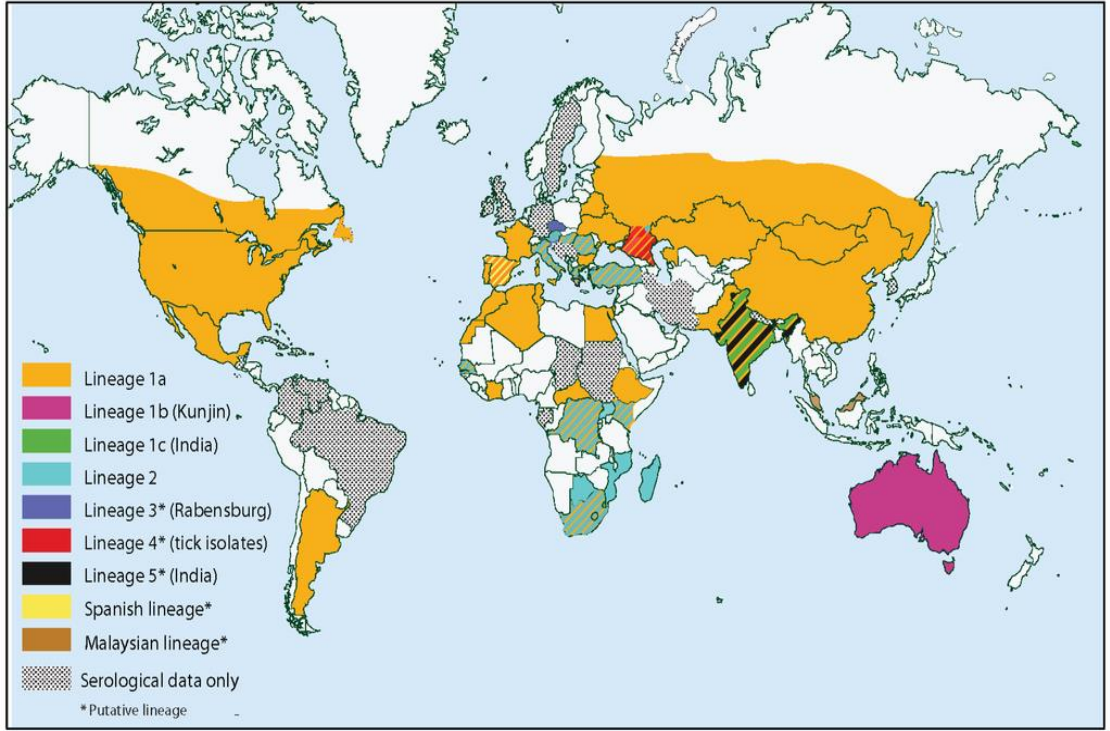 Lineage 1a
Lineage 1b (Kunjin)
Lineage 1c (India)
Lineage 2
Lineage 3* (Rabensburg)
Lineage 4* (tick isolates)
Lineage 5* (India)
Spanish lineage*
Malaysian lineage*
Serological data only
* Putative lineage